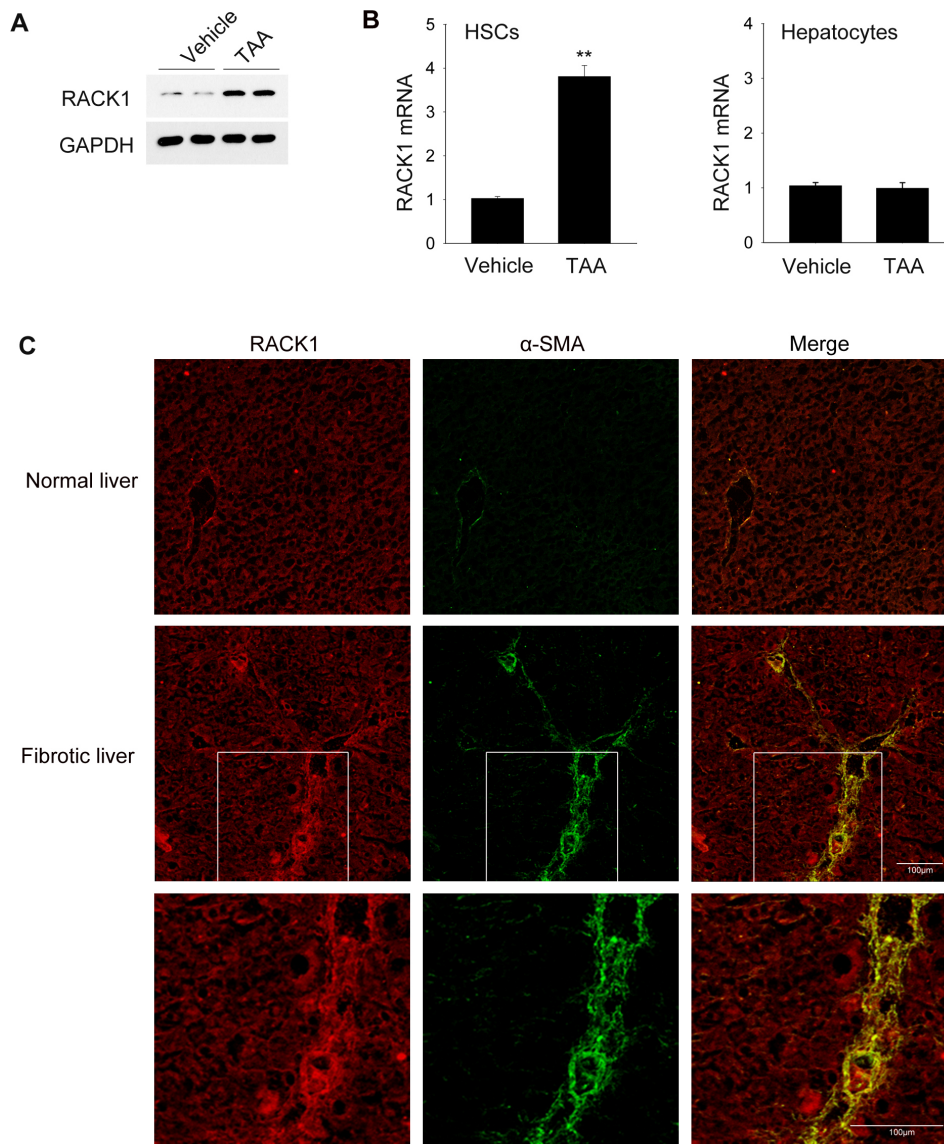 A
Vehicle
TAA
RACK1
GAPDH
B
HSCs
RACK1 mRNA
5
4
3
2
1
0
**
Vehicle
TAA
Hepatocytes
RACK1 mRNA
4
3
2
1
0
Vehicle
TAA
C
RACK1
α-SMA
Merge
Normal liver
Fibrotic liver
100µm
100µm